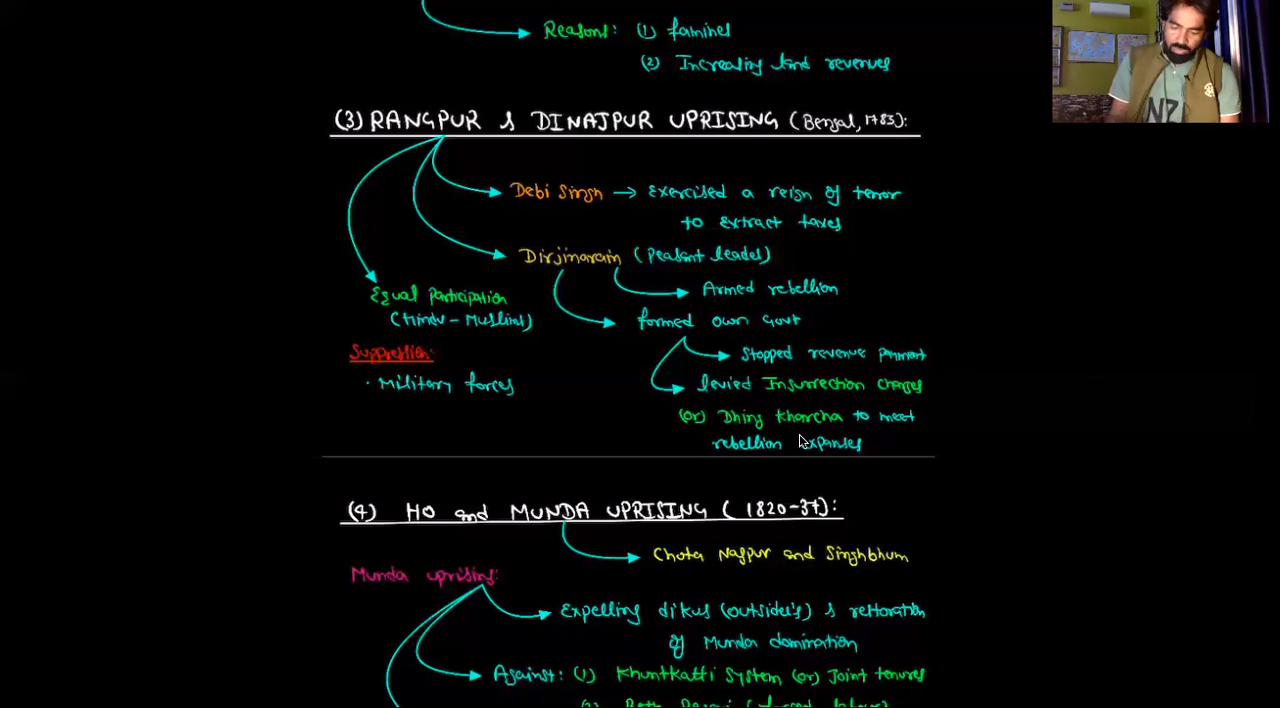 Reasons: (1) famines
(2) Increasing land revenues
(3) RANGPUR & DINAJPUR UPRISING (Bengal, 1783):
Debi Singh → Exercised a reign of terror
to Extract taxes
Dirjinarain (Peasant leader)
Armed rebellion
Equal Participation
(Hindu-Muslims)
formed own Govt
Suppression:
Stopped revenue payment
• Military forces
levied Insurrection charges
(or) Dhing Kharcha to meet
rebellion expanses
(4) HO and MUNDA UPRISING (1820-37):
Chota Nagpur and Singhbhum
Munda uprising:
Expelling dikus (outsiders) & restoration
of Munda domination
Against: (1) Khuntkatti System (or) Joint tenures
NZ